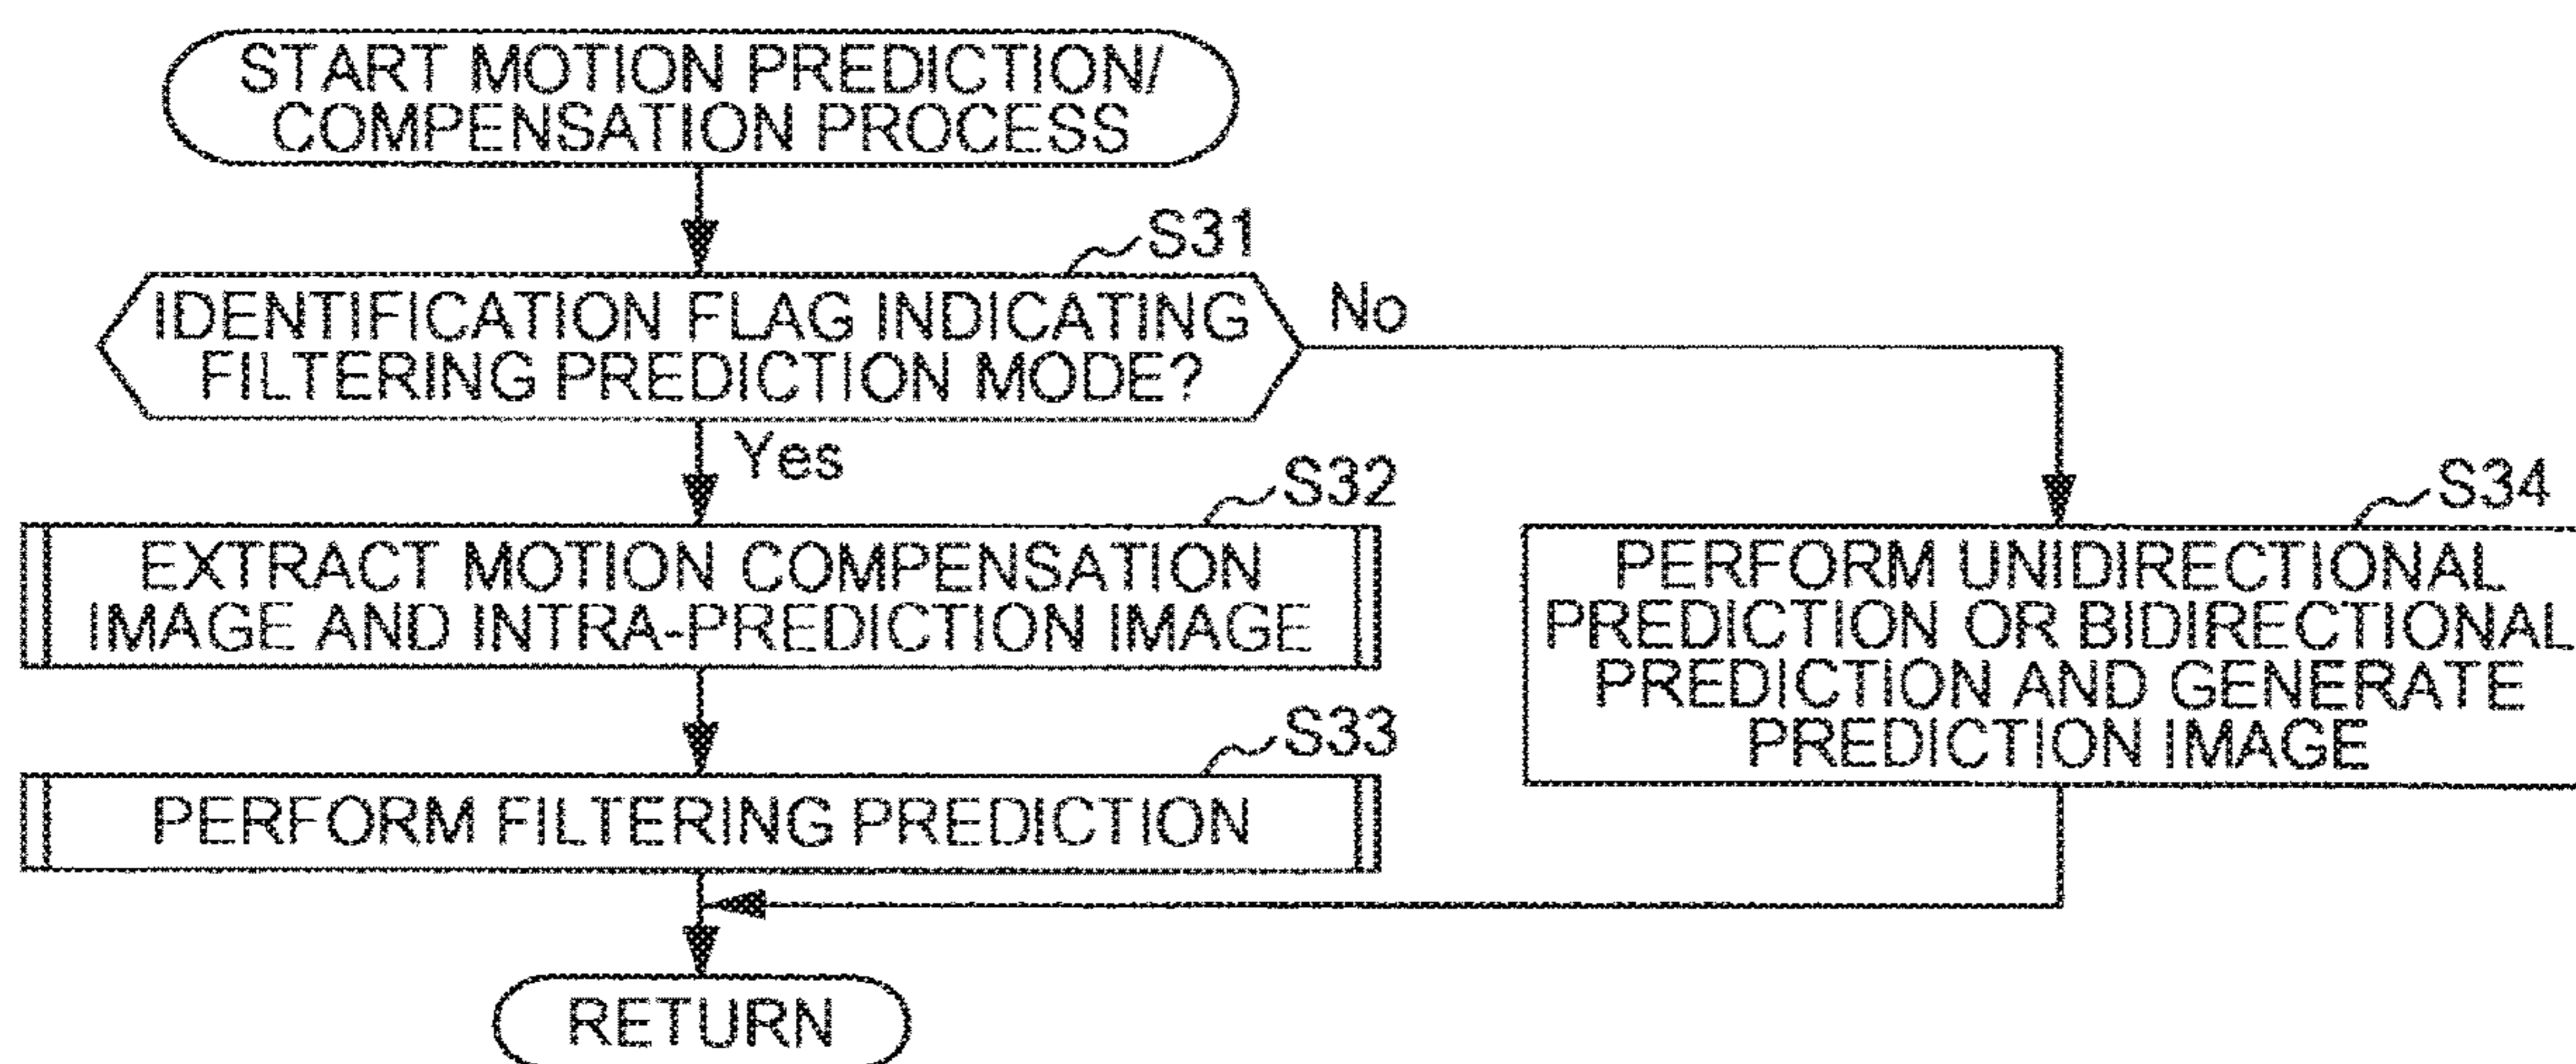 START MOTION PREDICTION/
COMPENSATION PROCESS
S31
IDENTIFICATION FLAG INDICATING
FILTERING PREDICTION MODE?
No
Yes
S32
EXTRACT MOTION COMPENSATION
IMAGE AND INTRA-PREDICTION IMAGE
S34
PERFORM UNIDIRECTIONAL
PREDICTION OR BIDIRECTIONAL
PREDICTION AND GENERATE
PREDICTION IMAGE
S33
PERFORM FILTERING PREDICTION
RETURN